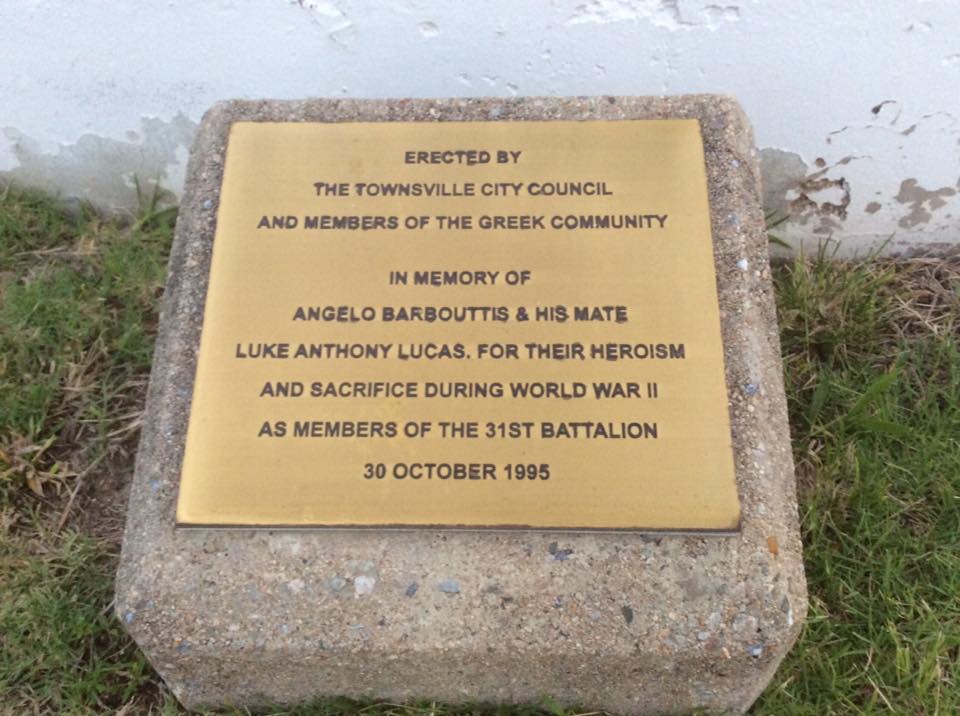 ERECTED BY
THE TOWNSVILLE CITY COUNCIL
AND MEMBERS OF THE GREEK COMMUNITY
IN MEMORY OF
ANGELO BARBOUTTIS & HIS MATE
LUKE ANTHONY LUCAS. FOR THEIR HEROISM
AND SACRIFICE DURING WORLD WAR II
AS MEMBERS OF THE 31ST BATTALION
30 OCTOBER 1995